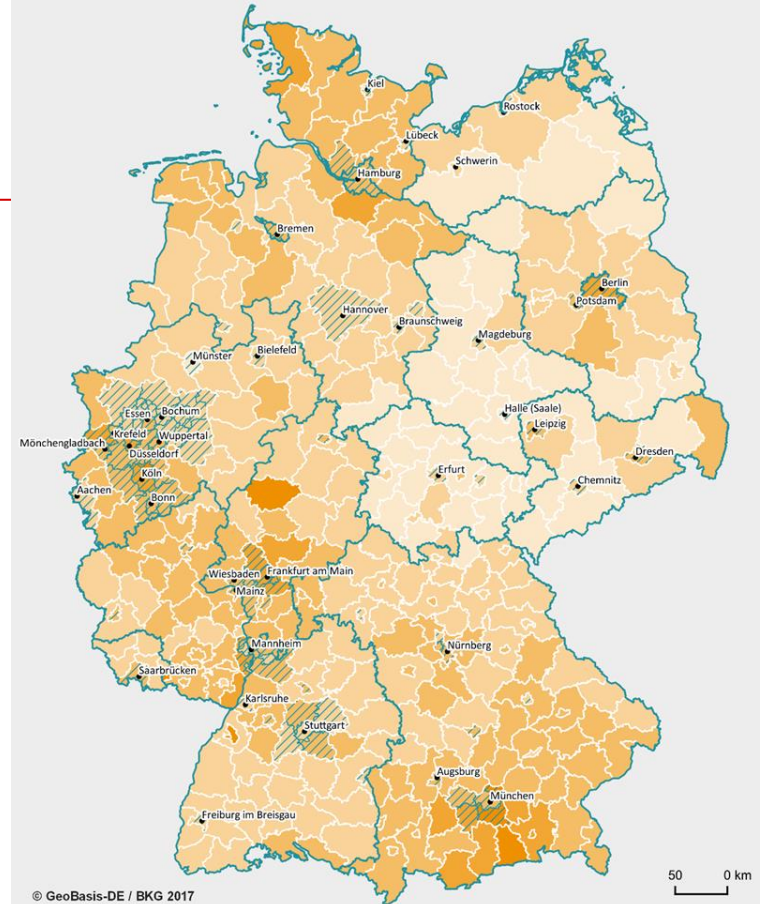 Kiel
Rostock
Lübeck
Schwerin
Hamburg
Bremen
Berlin
Potsdam
Hannover
Braunschweig
Magdeburg
Münster
Bielefeld
Essen
Bochum
Halle (Saale)
Leipzig
Krefeld
Wuppertal
Mönchengladbach
Düsseldorf
Dresden
Köln
Erfurt
Chemnitz
Aachen
Bonn
Wiesbaden
Frankfurt am Main
Mainz
Mannheim
Nürnberg
Saarbrücken
Karlsruhe
Stuttgart
Augsburg
München
Freiburg im Breisgau
50 0 km
© GeoBasis-DE / BKG 2017